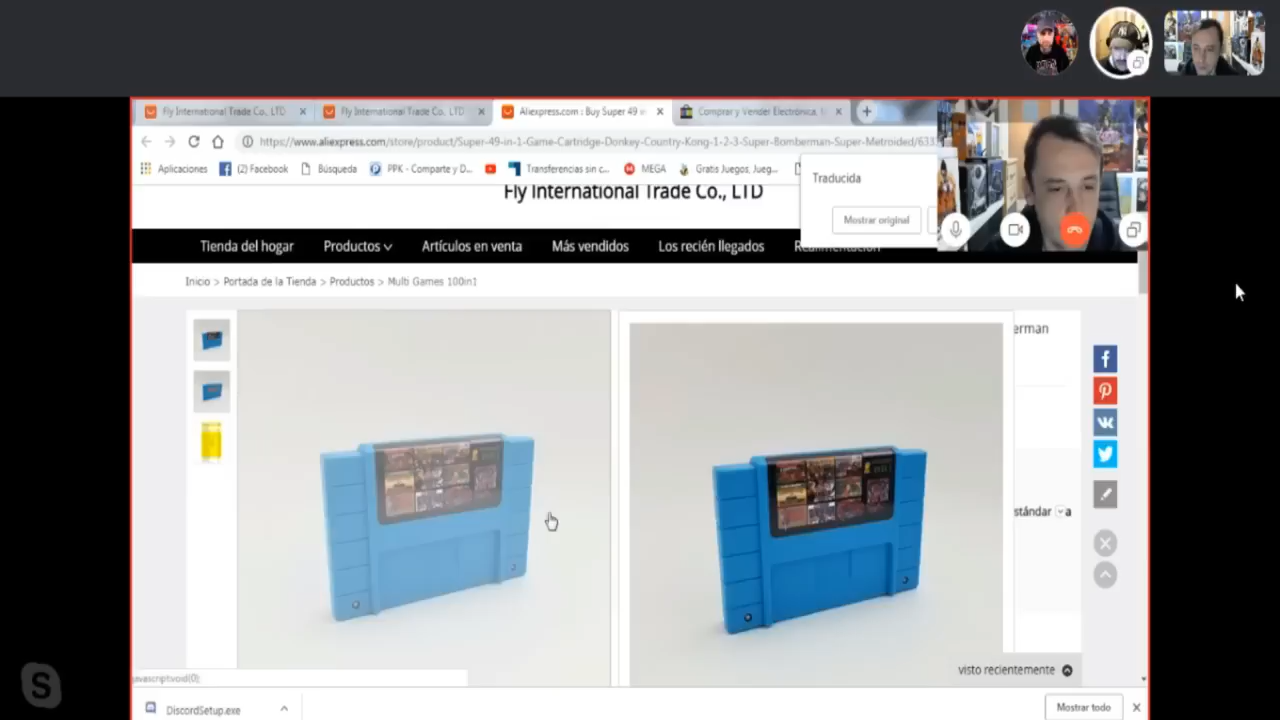 Fly International Trade Co., LTD
Fly International Trade Co., LTD
Aliexpress.com : Buy Super 49 in
Comprar y Vender Electrónica,
https://www.aliexpress.com/store/product/Super-49-in-1-Game-Cartridge-Donkey-Country-Kong-1-2-3-Super-Bomberman-Super-Metroided/633
Aplicaciones
(2) Facebook
Búsqueda
PPK - Comparte y D...
Transferencias sin c...
MEGA
Gratis Juegos, Jueg...
Traducida
Mostrar original
Fly International Trade Co., LTD
Tienda del hogar
Productos
Artículos en venta
Más vendidos
Los recién llegados
Realimentación
Inicio > Portada de la Tienda > Productos > Multi Games 100in1
erman
stándar
a
visto recientemente
javascript:void(0);
S
DiscordSetup.exe
Mostrar todo